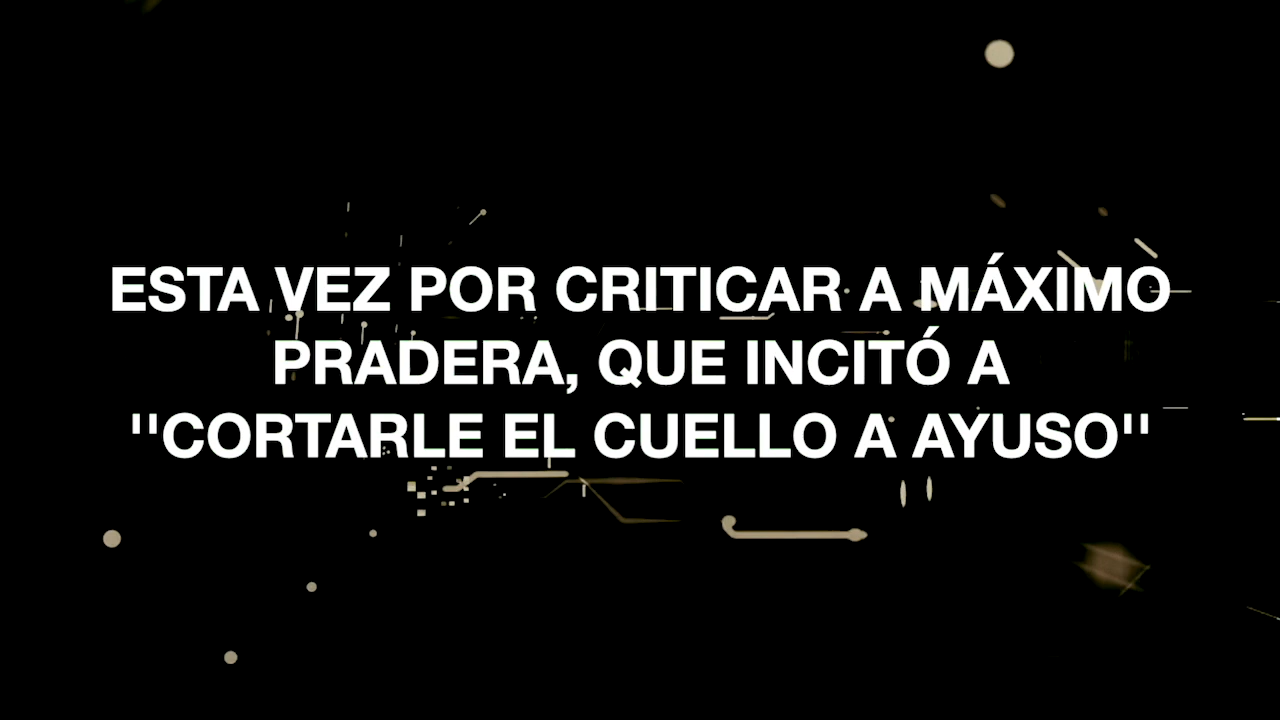 ESTA VEZ POR CRITICAR A MÁXIMO
PRADERA, QUE INCITÓ A
''CORTARLE EL CUELLO A AYUSO''